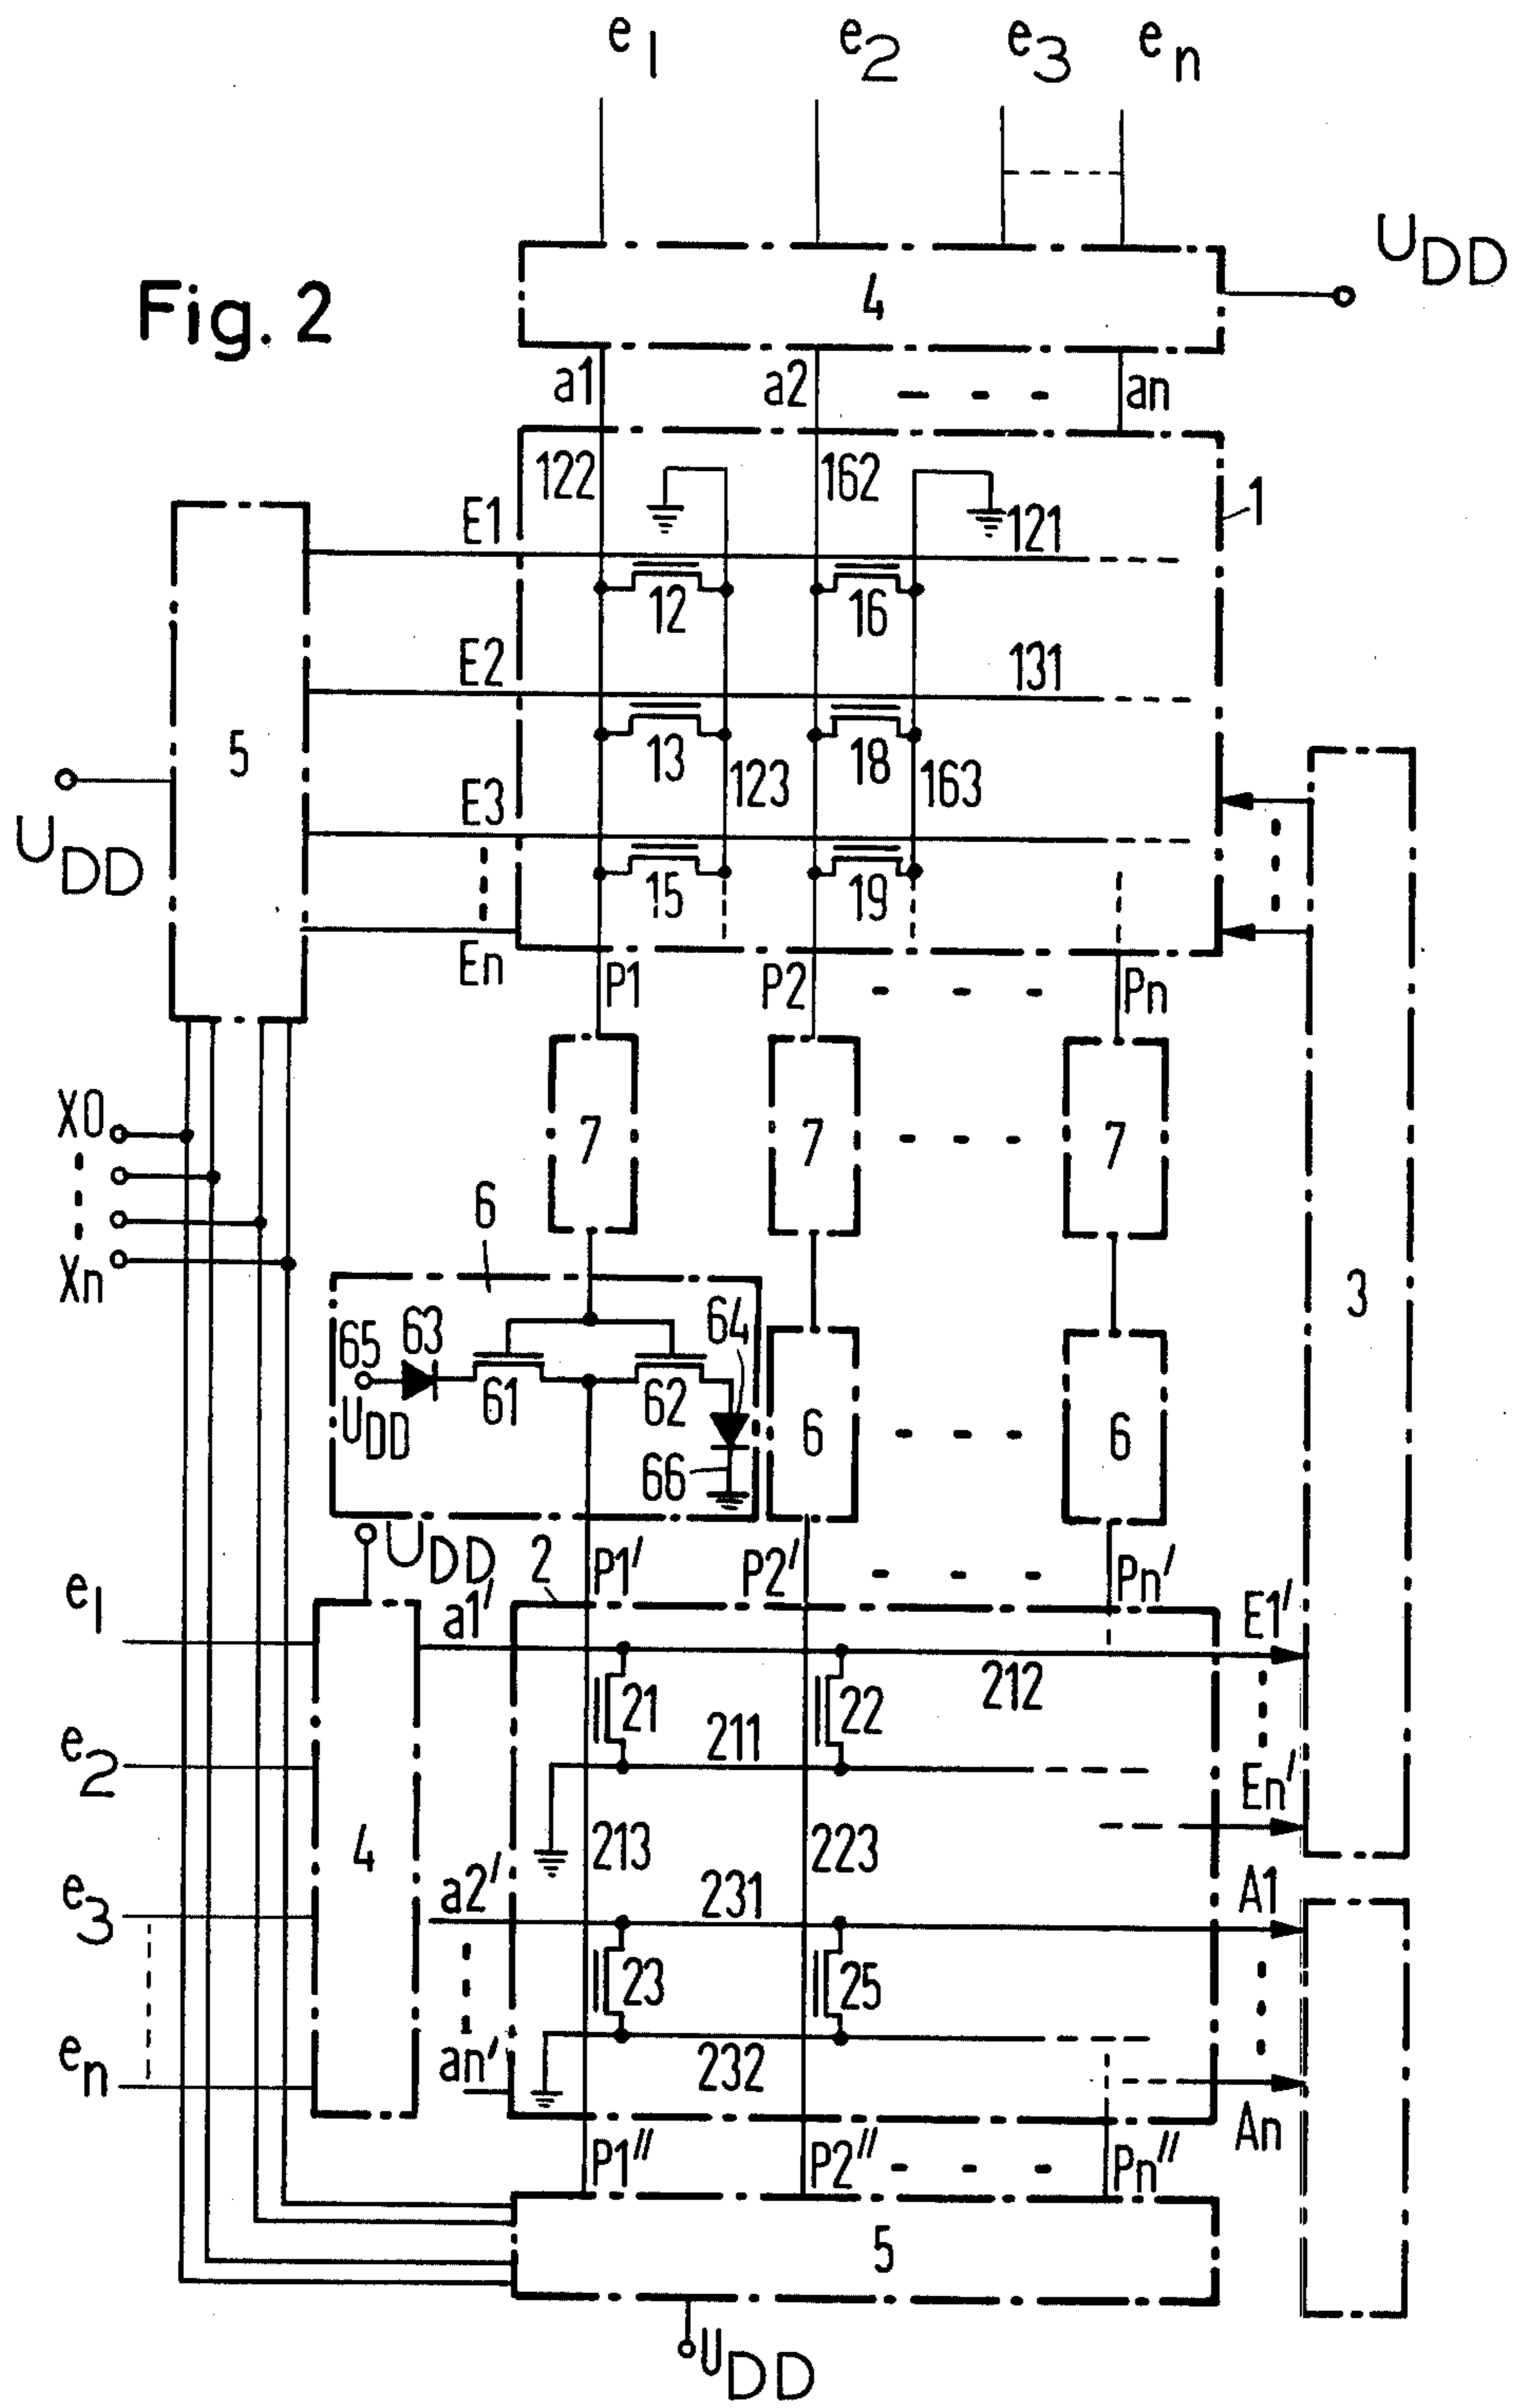 e1 e2 e3 en
UDD
Fig. 2
4
a1 a2 an
122 162
1
E1 121
12 16
E2 131
5
13 18
123 163
E3
UDD
15 19
En
P1 P2 Pn
X0
7 7 7
6
Xn
3
65 63 64
61 62
UDD
6 6
66
UDD
2 P1' P2' Pn'
e1
a1' E1'
212
21 22
211
e2
En'
213 223
4
a2' 231 A1
e3
23 25
an' 232
en
An
P1'' P2'' Pn''
5
UDD